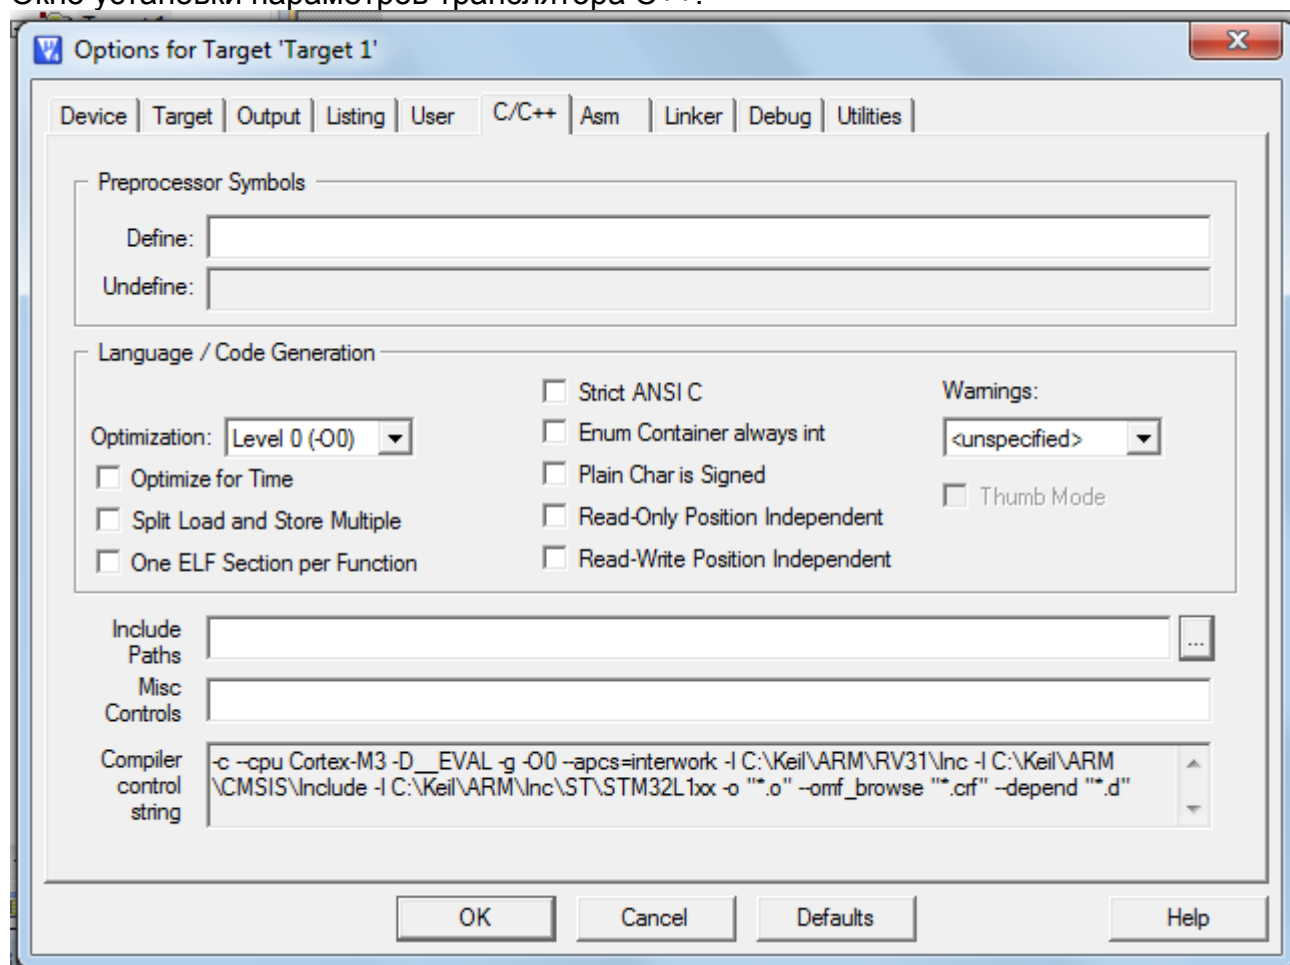 Окно установки параметров транслятора C++.
Options for Target 'Target 1'
Device Target Output Listing User C/C++ Asm Linker Debug Utilities
Preprocessor Symbols
Define:
Undefine:
Language / Code Generation
Optimization: Level 0 (-O0)
Optimize for Time
Split Load and Store Multiple
One ELF Section per Function
Strict ANSI C
Enum Container always int
Plain Char is Signed
Read-Only Position Independent
Read-Write Position Independent
Warnings:
<unspecified>
Thumb Mode
Include
Paths
...
Misc
Controls
Compiler
control
string
-c --cpu Cortex-M3 -D__EVAL -g -O0 --apcs=interwork -I C:\Keil\ARM\RV31\Inc -I C:\Keil\ARM
\CMSIS\Include -I C:\Keil\ARM\Inc\ST\STM32L1xx -o "*.o" --omf_browse "*.crf" --depend "*.d"
OK Cancel Defaults Help